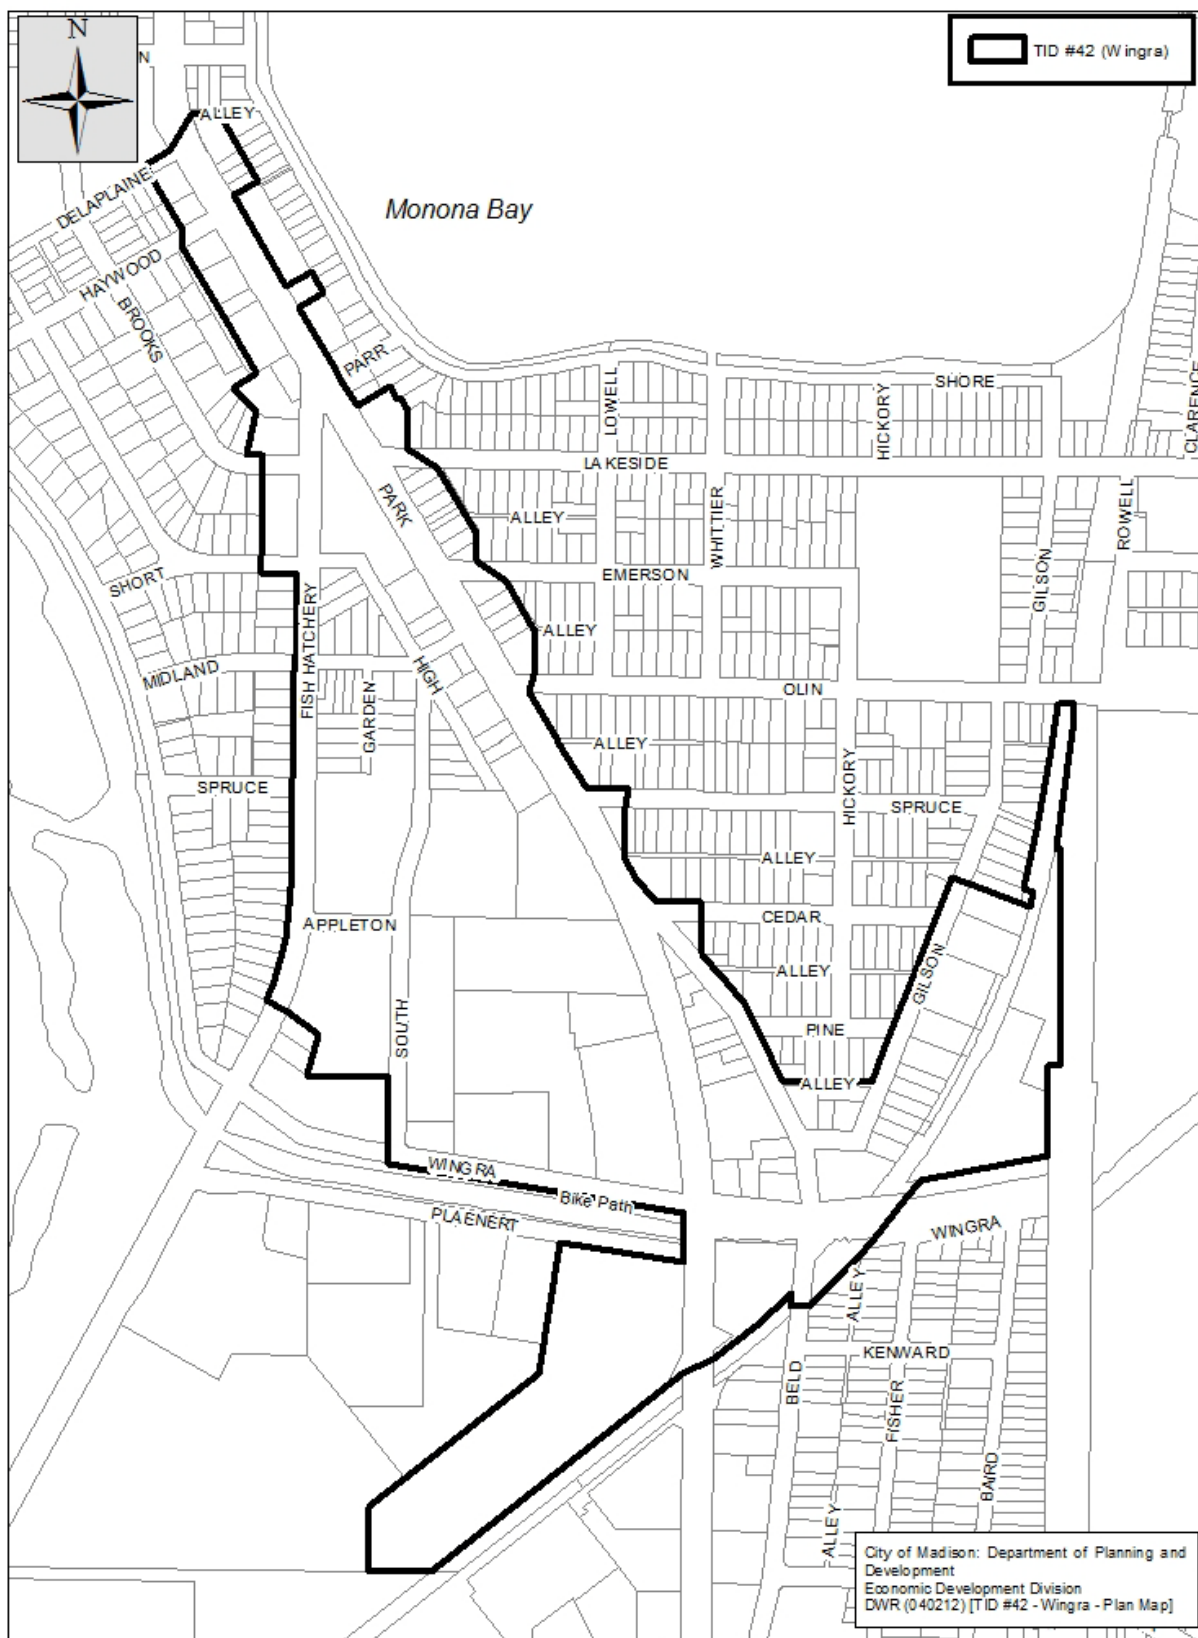 N
N
TID #42 (Wingra)
ALLEY
DELAPLAINE
Monona Bay
HAYWOOD
BROOKS
PARR
SHORE
LOWELL
HICKORY
CLARENCE
LAKESIDE
PARK
ALLEY
WHITTIER
ROWELL
SHORT
EMERSON
GILSON
FISH HATCHERY
ALLEY
MIDLAND
HIGH
OLIN
GARDEN
ALLEY
SPRUCE
HICKORY
SPRUCE
ALLEY
APPLETON
CEDAR
ALLEY
GILSON
SOUTH
PINE
ALLEY
WINGRA
Bike Path
PLAENERT
WINGRA
ALLEY
KENWARD
BELD
FISHER
BAIRD
ALLEY
City of Madison: Department of Planning and
Development
Economic Development Division
DWR (040212) [TID #42 - Wingra - Plan Map]